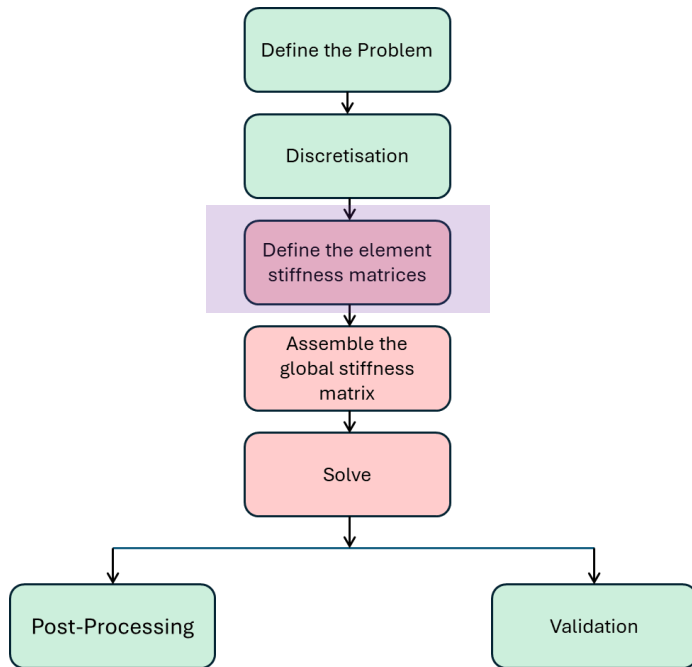 Define the Problem
Discretisation
Define the element
stiffness matrices
Assemble the
global stiffness
matrix
Solve
Post-Processing
Validation